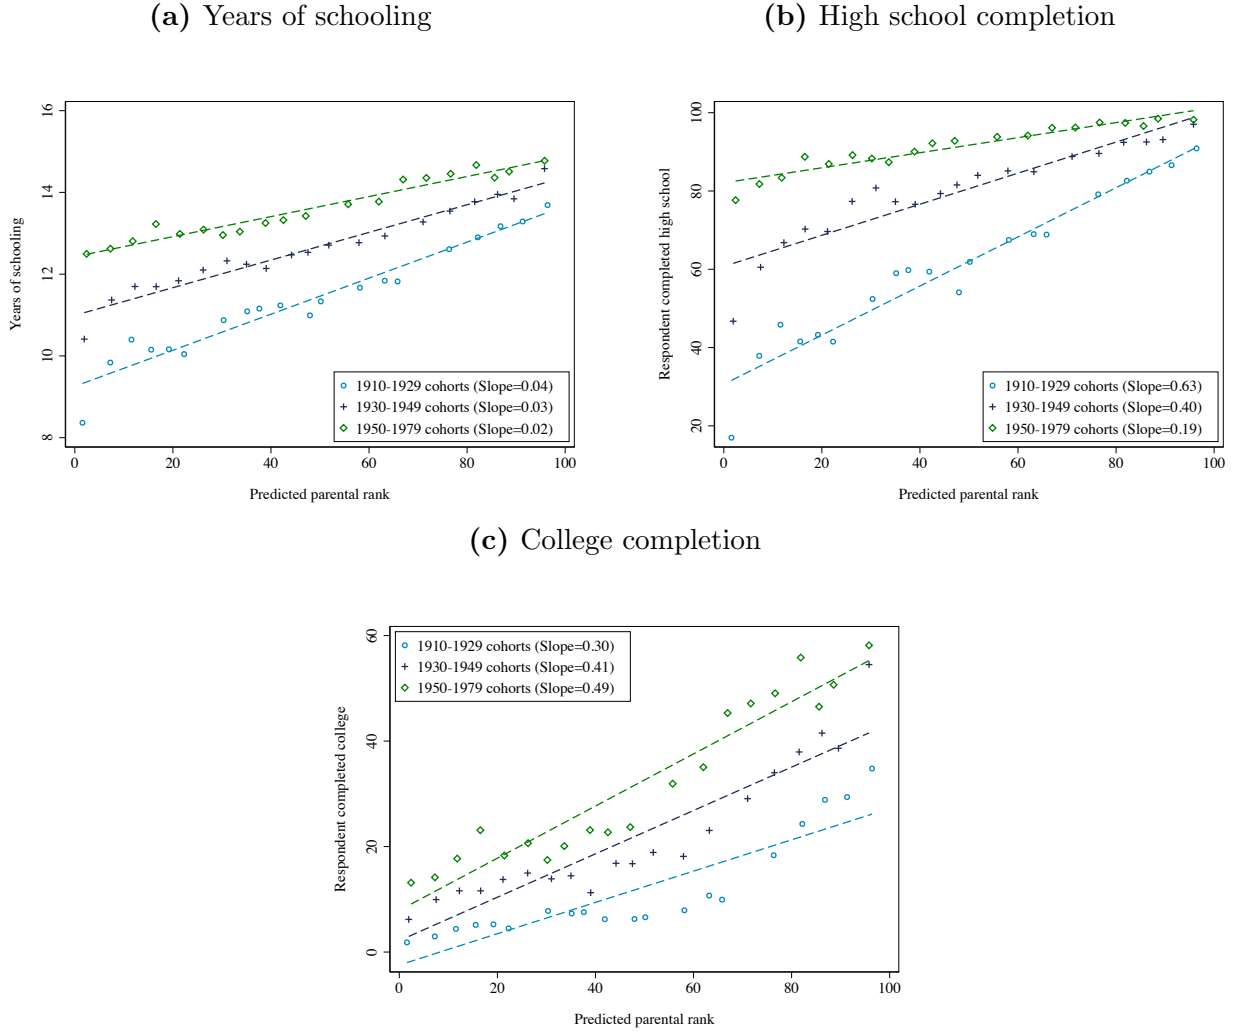 (a) Years of schooling
16
14
12
10
8
Years of schooling
0 20 40 60 80 100
Predicted parental rank
1910-1929 cohorts (Slope=0.04)
1930-1949 cohorts (Slope=0.03)
1950-1979 cohorts (Slope=0.02)
(b) High school completion
100
80
60
40
20
Respondent completed high school
0 20 40 60 80 100
Predicted parental rank
1910-1929 cohorts (Slope=0.63)
1930-1949 cohorts (Slope=0.40)
1950-1979 cohorts (Slope=0.19)
(c) College completion
60
40
20
0
Respondent completed college
0 20 40 60 80 100
Predicted parental rank
1910-1929 cohorts (Slope=0.30)
1930-1949 cohorts (Slope=0.41)
1950-1979 cohorts (Slope=0.49)